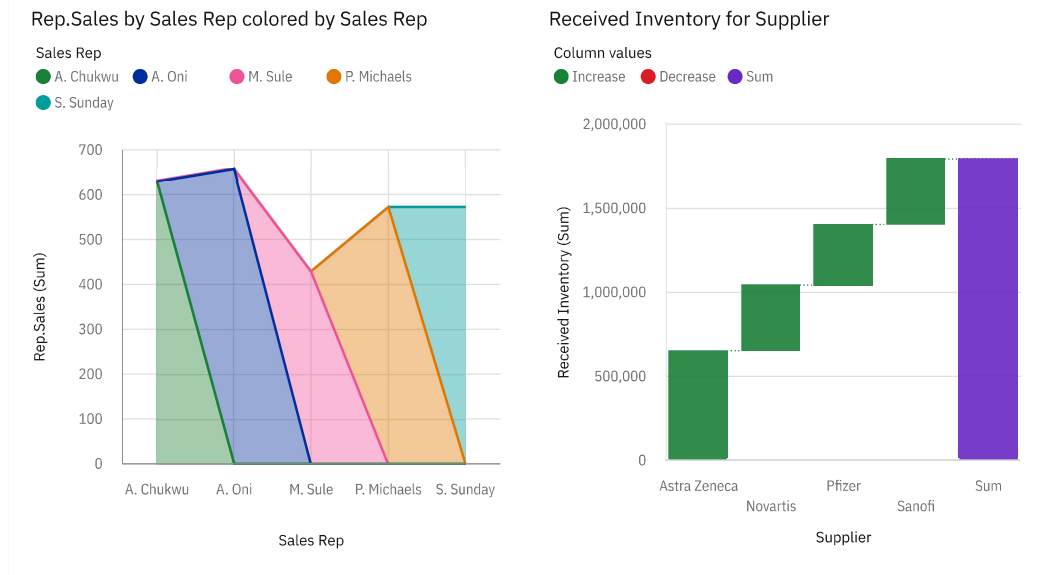 Rep.Sales by Sales Rep colored by Sales Rep
Sales Rep
A. Chukwu A. Oni M. Sule P. Michaels
S. Sunday
700
600
500
400
300
200
100
0
Rep.Sales (Sum)
A. Chukwu A. Oni M. Sule P. Michaels S. Sunday
Sales Rep
Received Inventory for Supplier
Column values
Increase Decrease Sum
2,000,000
1,500,000
1,000,000
500,000
0
Received Inventory (Sum)
Astra Zeneca Pfizer Sum
Novartis Sanofi
Supplier